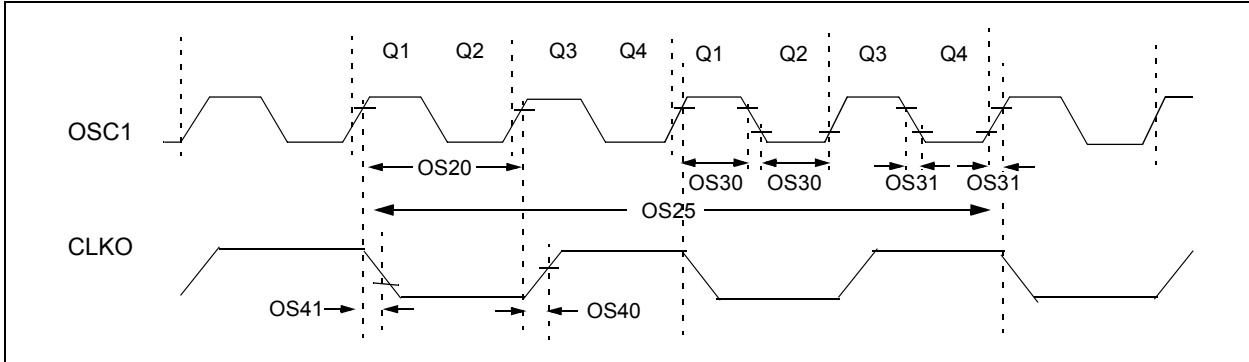 Q1 Q2 Q3 Q4 Q1 Q2 Q3 Q4
OSC1
OS20 OS30 OS30 OS31 OS31
OS25
CLKO
OS41 OS40